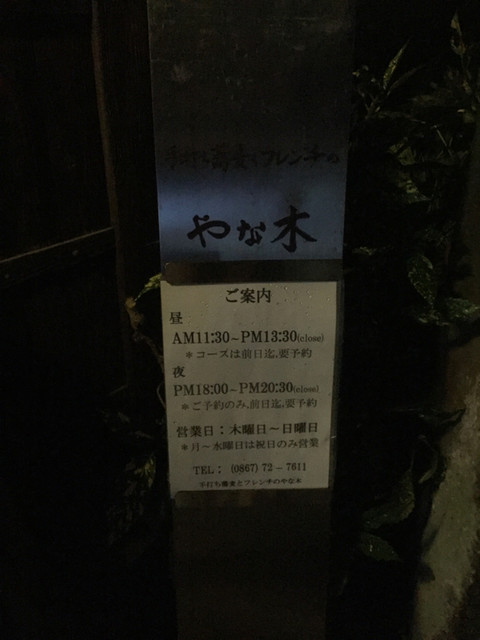 手打ち蕎麦とフレンチの
やな木
ご案内
昼
AM11:30~PM13:30(close)
*コースは前日迄,要予約
夜
PM18:00~PM20:30(close)
*ご予約のみ,前日迄,要予約
営業日：木曜日～日曜日
*月～水曜日は祝日のみ営業
TEL： (0867) 72－7611
手打ち蕎麦とフレンチのやな木